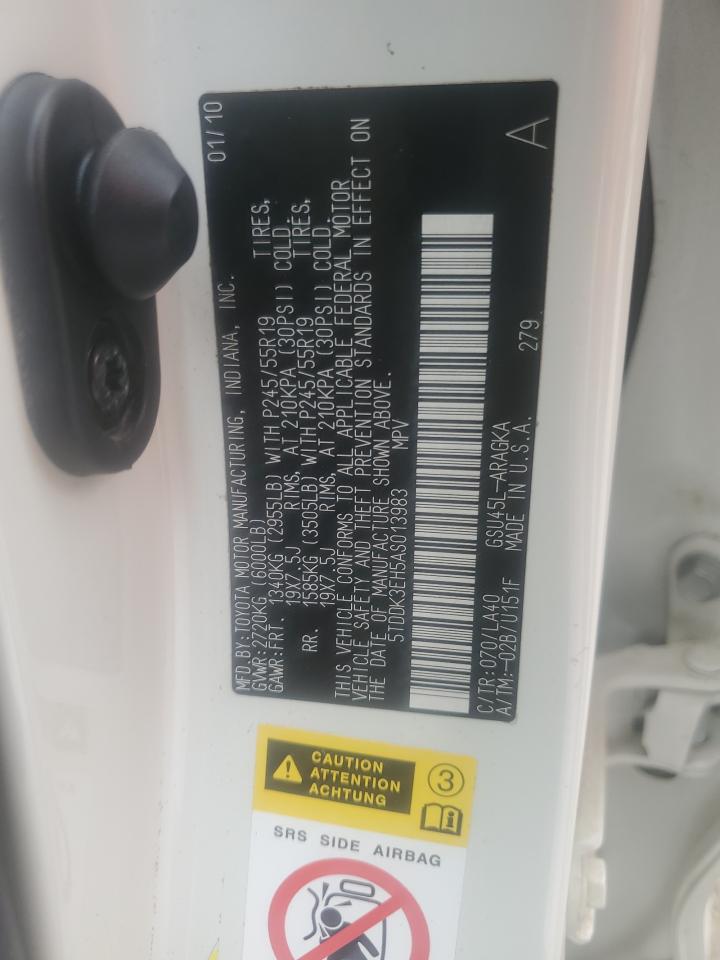 MFD.BY:TOYOTA MOTOR MANUFACTURING, INDIANA, INC. 01/10
GVWR:2720KG (6000LB)
GAWR:FRT. 1340KG (2955LB) WITH P245/55R19 TIRES,
19X7.5J RIMS, AT 210KPA (30PSI) COLD.
RR. 1585KG (3505LB) WITH P245/55R19 TIRES,
19X7.5J RIMS, AT 210KPA (30PSI) COLD.
THIS VEHICLE CONFORMS TO ALL APPLICABLE FEDERAL MOTOR
VEHICLE SAFETY AND THEFT PREVENTION STANDARDS IN EFFECT ON
THE DATE OF MANUFACTURE SHOWN ABOVE.
5TDDK3EH5AS013983 MPV
C/TR:070/LA40 GSU45L-ARAGKA
A/TM:-02B/U151F MADE IN U.S.A. 279 A
CAUTION
ATTENTION
ACHTUNG
3
SRS SIDE AIRBAG